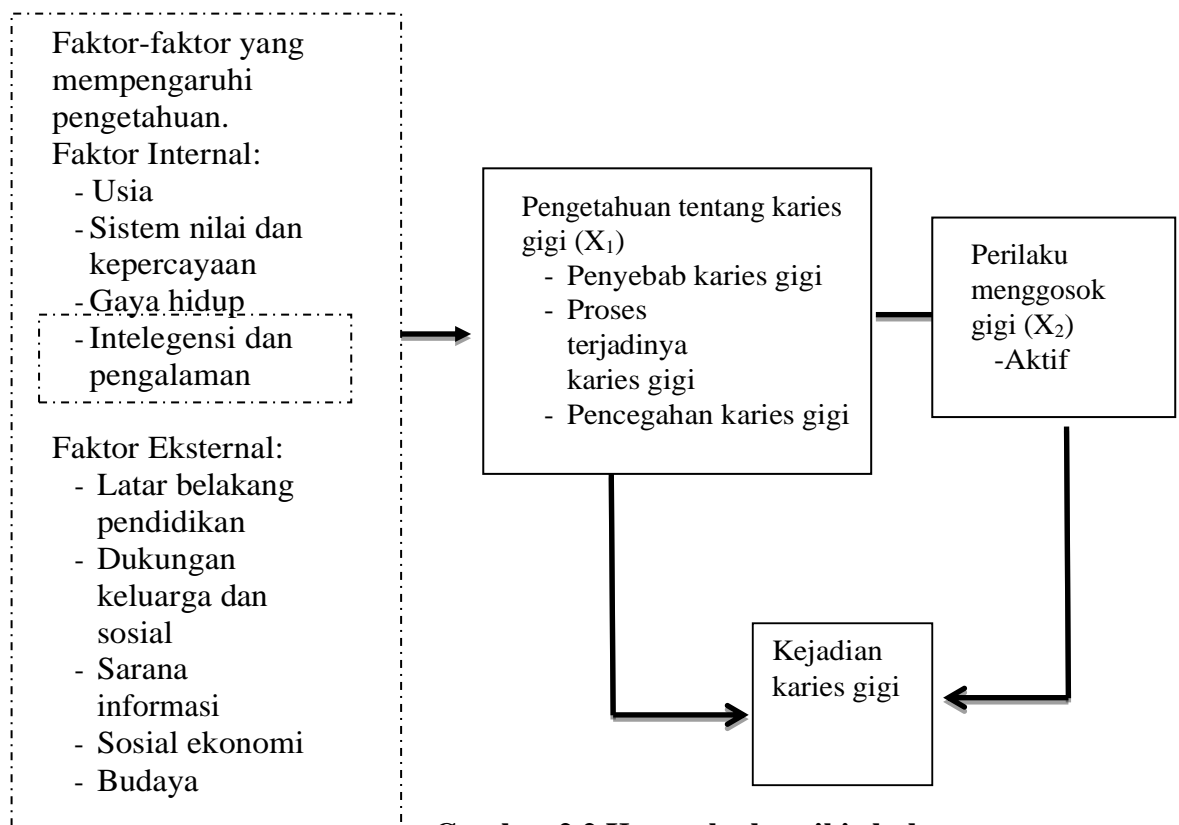 Faktor-faktor yang
mempengaruhi
pengetahuan.
Faktor Internal:
- Usia
- Sistem nilai dan
kepercayaan
- Gaya hidup
- Intelegensi dan
pengalaman
Faktor Eksternal:
- Latar belakang
pendidikan
- Dukungan
keluarga dan
sosial
- Sarana
informasi
- Sosial ekonomi
- Budaya
Pengetahuan tentang karies
gigi (X₁)
- Penyebab karies gigi
- Proses
terjadinya
karies gigi
- Pencegahan karies gigi
Perilaku
menggosok
gigi (X₂)
-Aktif
Kejadian
karies gigi